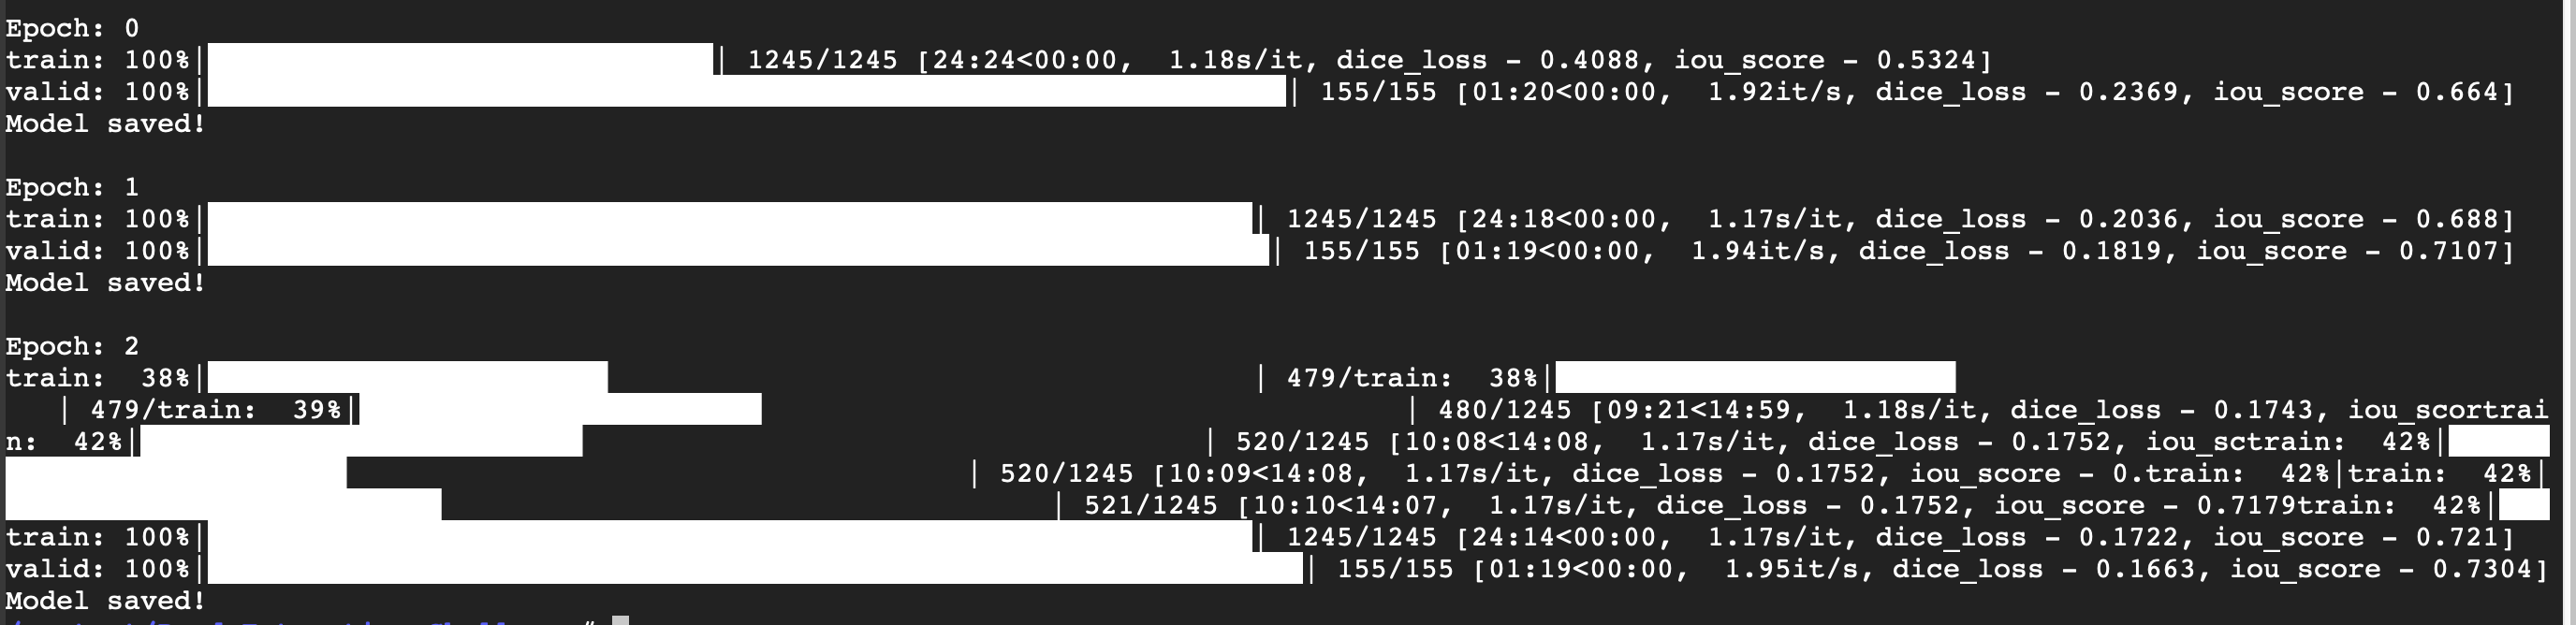 Epoch: 0
train: 100%| | 1245/1245 [24:24<00:00,  1.18s/it, dice_loss - 0.4088, iou_score - 0.5324]
valid: 100%| | 155/155 [01:20<00:00,  1.92it/s, dice_loss - 0.2369, iou_score - 0.664]
Model saved!
Epoch: 1
train: 100%| | 1245/1245 [24:18<00:00,  1.17s/it, dice_loss - 0.2036, iou_score - 0.688]
valid: 100%| | 155/155 [01:19<00:00,  1.94it/s, dice_loss - 0.1819, iou_score - 0.7107]
Model saved!
Epoch: 2
train:  38%| | 479/train:  38%|
| 479/train:  39%| | 480/1245 [09:21<14:59,  1.18s/it, dice_loss - 0.1743, iou_scortrai
n:  42%| | 520/1245 [10:08<14:08,  1.17s/it, dice_loss - 0.1752, iou_sctrain:  42%|
| 520/1245 [10:09<14:08,  1.17s/it, dice_loss - 0.1752, iou_score - 0.train:  42%|train:  42%|
| 521/1245 [10:10<14:07,  1.17s/it, dice_loss - 0.1752, iou_score - 0.7179train:  42%|
train: 100%| | 1245/1245 [24:14<00:00,  1.17s/it, dice_loss - 0.1722, iou_score - 0.721]
valid: 100%| | 155/155 [01:19<00:00,  1.95it/s, dice_loss - 0.1663, iou_score - 0.7304]
Model saved!